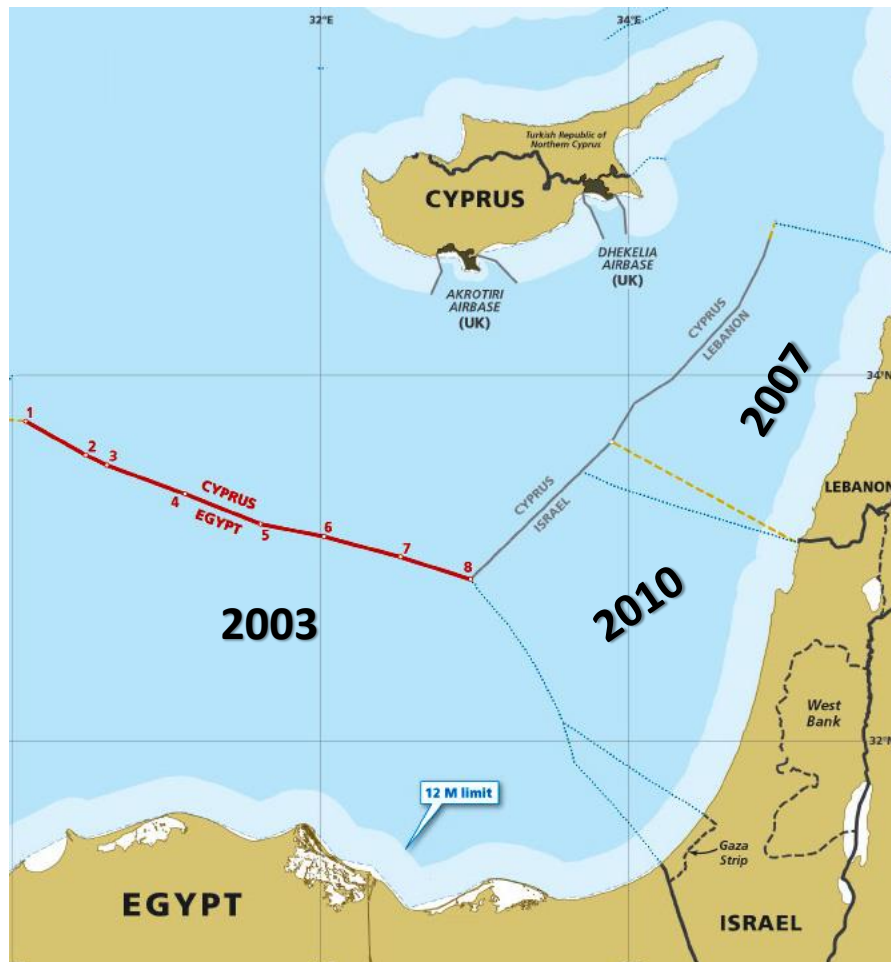 32°E
34°E
Turkish Republic of
Northern Cyprus
CYPRUS
DHEKELIA
AIRBASE
(UK)
AKROTIRI
AIRBASE
(UK)
CYPRUS
LEBANON
2007
34°N
1
2
3
4
CYPRUS
EGYPT
5
6
7
8
CYPRUS
ISRAEL
LEBANON
2003
2010
West
Bank
32°N
12 M limit
Gaza
Strip
EGYPT
ISRAEL